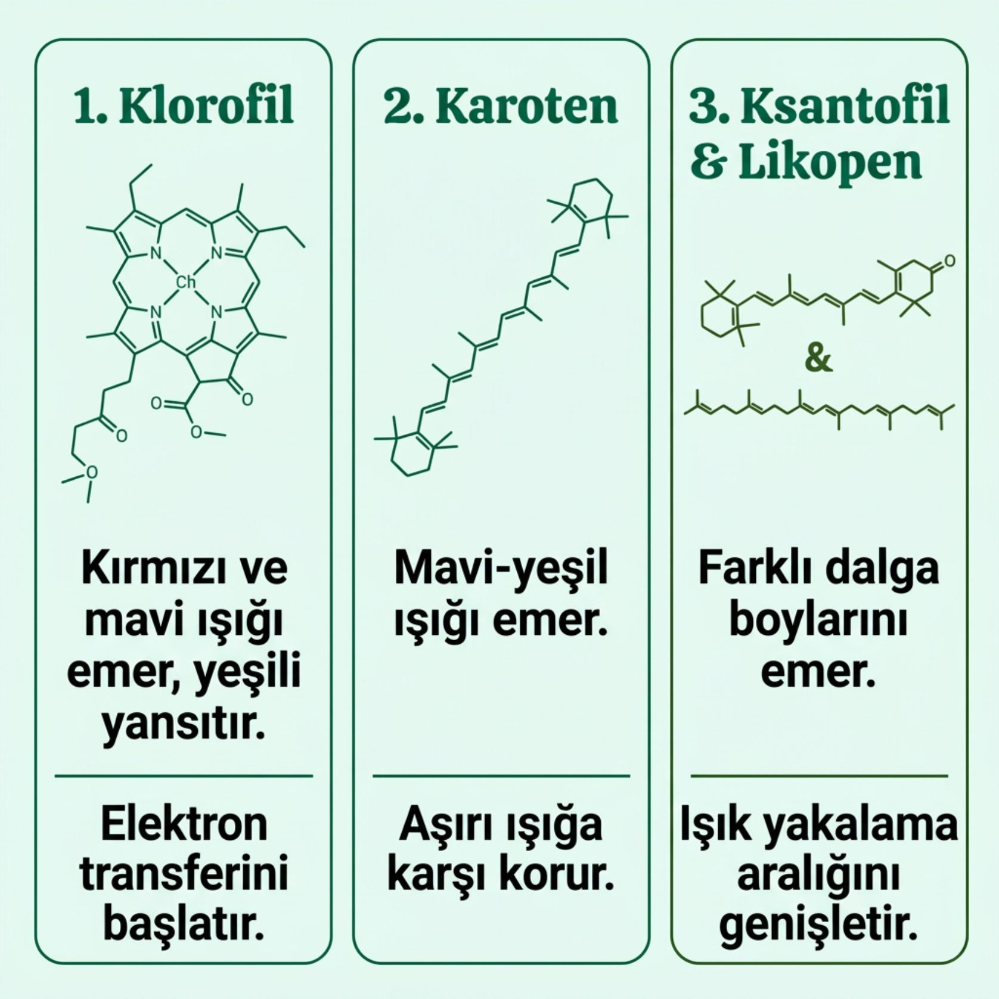 1. Klorofil
N
N
Ch
N
N
O
O
O
O
O
Kırmızı ve
mavi ışığı
emer, yeşili
yansıtır.
Elektron
transferini
başlatır.
2. Karoten
Mavi-yeşil
ışığı emer.
Aşırı ışığa
karşı korur.
3. Ksantofil
& Likopen
O
&
Farklı dalga
boylarını
emer.
Işık yakalama
aralığını
genişletir.